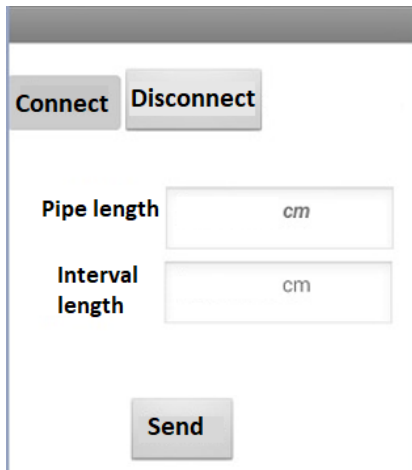 Connect Disconnect
Pipe length cm
Interval
length
cm
Send